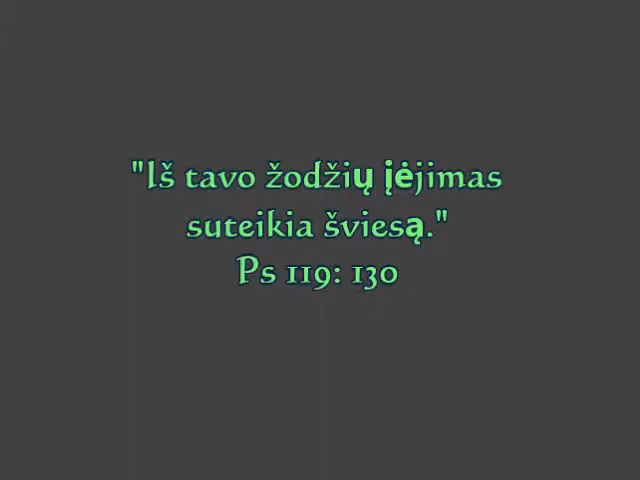 "Iš tavo žodžių įėjimas
suteikia šviesą."
Ps 119: 130